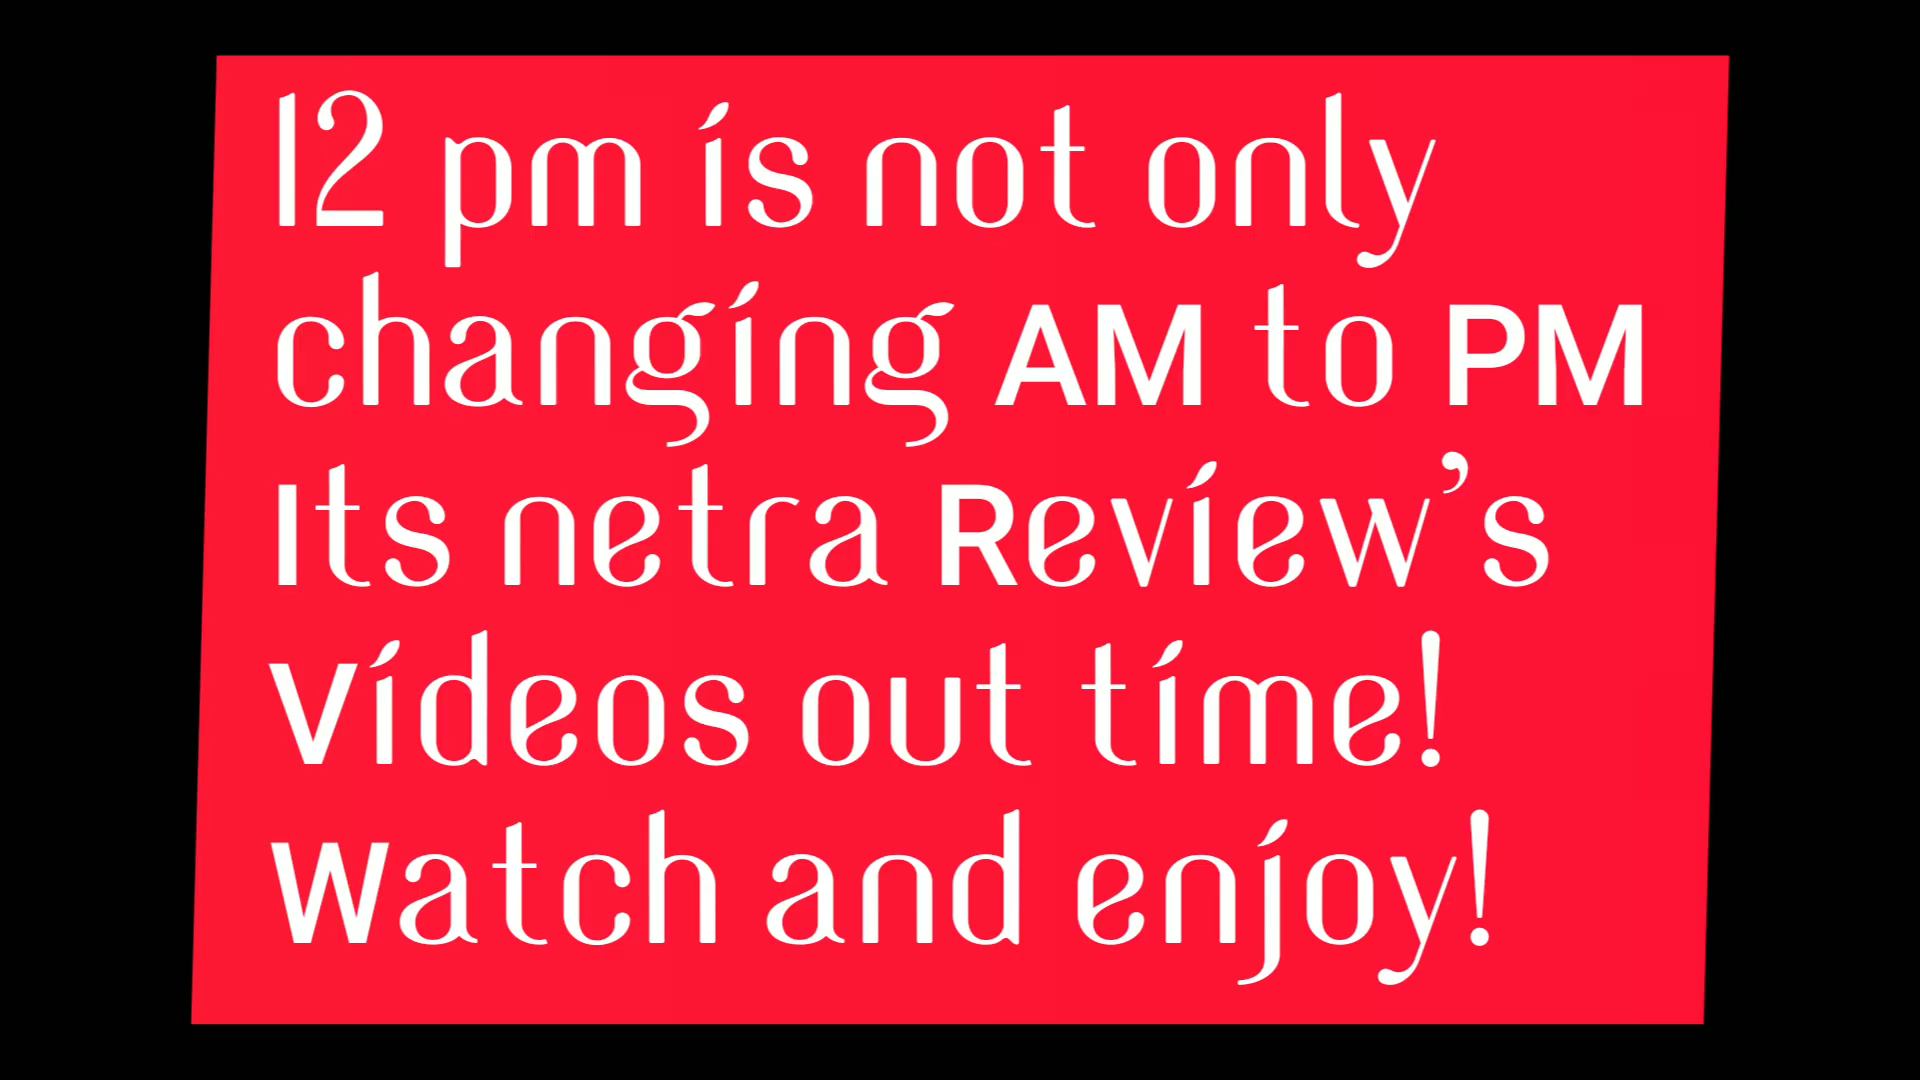 12 pm is not only
changing AM to PM
Its netra Review’s
Videos out time!
Watch and enjoy!